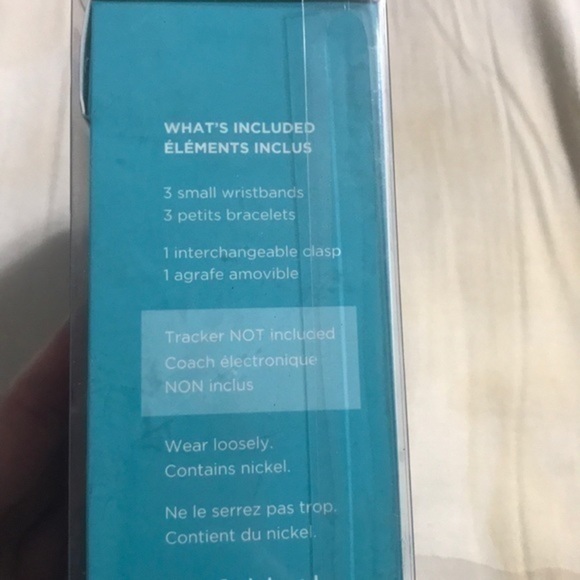 WHAT'S INCLUDED
ÉLÉMENTS INCLUS
3 small wristbands
3 petits bracelets
1 interchangeable clasp
1 agrafe amovible
Tracker NOT included
Coach électronique
NON inclus
Wear loosely.
Contains nickel.
Ne le serrez pas trop.
Contient du nickel.